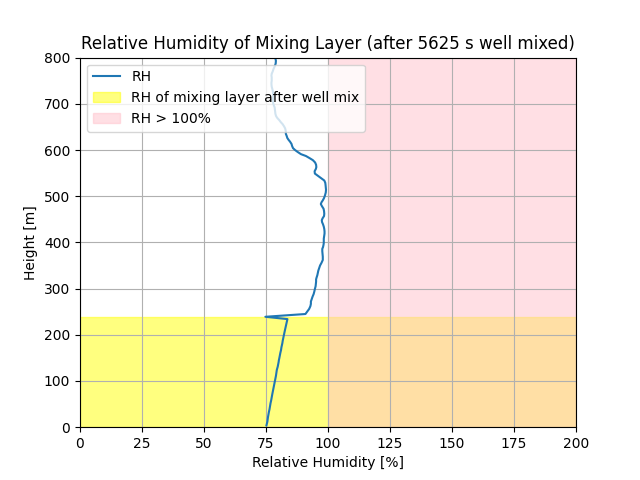 Relative Humidity of Mixing Layer (after 5625 s well mixed)
800
700
600
500
400
300
200
100
0
Height [m]
RH
RH of mixing layer after well mix
RH > 100%
0 25 50 75 100 125 150 175 200
Relative Humidity [%]